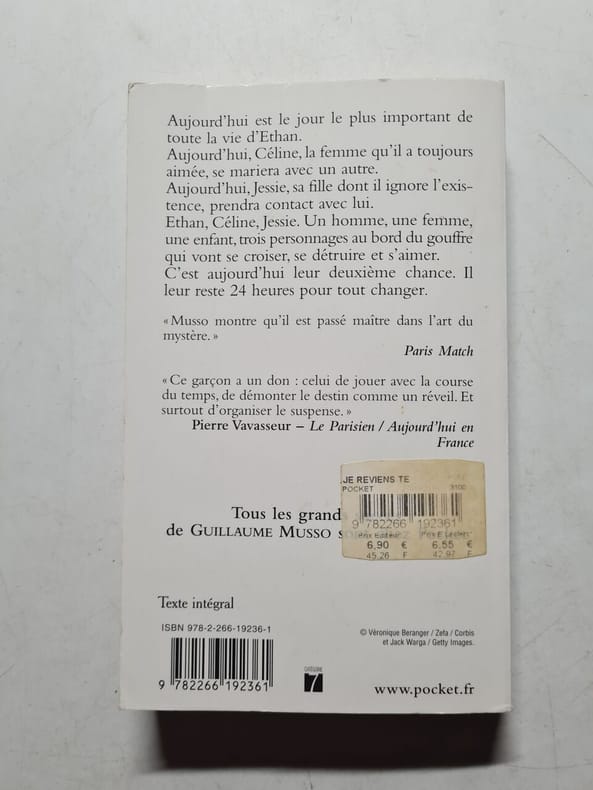 Aujourd'hui est le jour le plus important de
toute la vie d'Ethan.
Aujourd'hui, Céline, la femme qu'il a toujours
aimée, se mariera avec un autre.
Aujourd'hui, Jessie, sa fille dont il ignore l'exis-
tence, prendra contact avec lui.
Ethan, Céline, Jessie. Un homme, une femme,
une enfant, trois personnages au bord du gouffre
qui vont se croiser, se détruire et s'aimer.
C'est aujourd'hui leur deuxième chance. Il
leur reste 24 heures pour tout changer.
« Musso montre qu'il est passé maître dans l'art du
mystère. »
Paris Match
« Ce garçon a un don : celui de jouer avec la course
du temps, de démonter le destin comme un réveil. Et
surtout d'organiser le suspense. »
Pierre Vavasseur – Le Parisien / Aujourd'hui en
France
JE REVIENS TE
POCKET 3100
9 782266 192361
Prix Editeur Prix E.Leclerc
6.90 € 6.55 €
45.26 F 42.97 F
Tous les grands
de GUILLAUME MUSSO
Texte intégral
ISBN 978-2-266-19236-1
9 782266 192361
CATÉGORIE
7
© Véronique Beranger / Zefa / Corbis
et Jack Warga / Getty Images.
www.pocket.fr